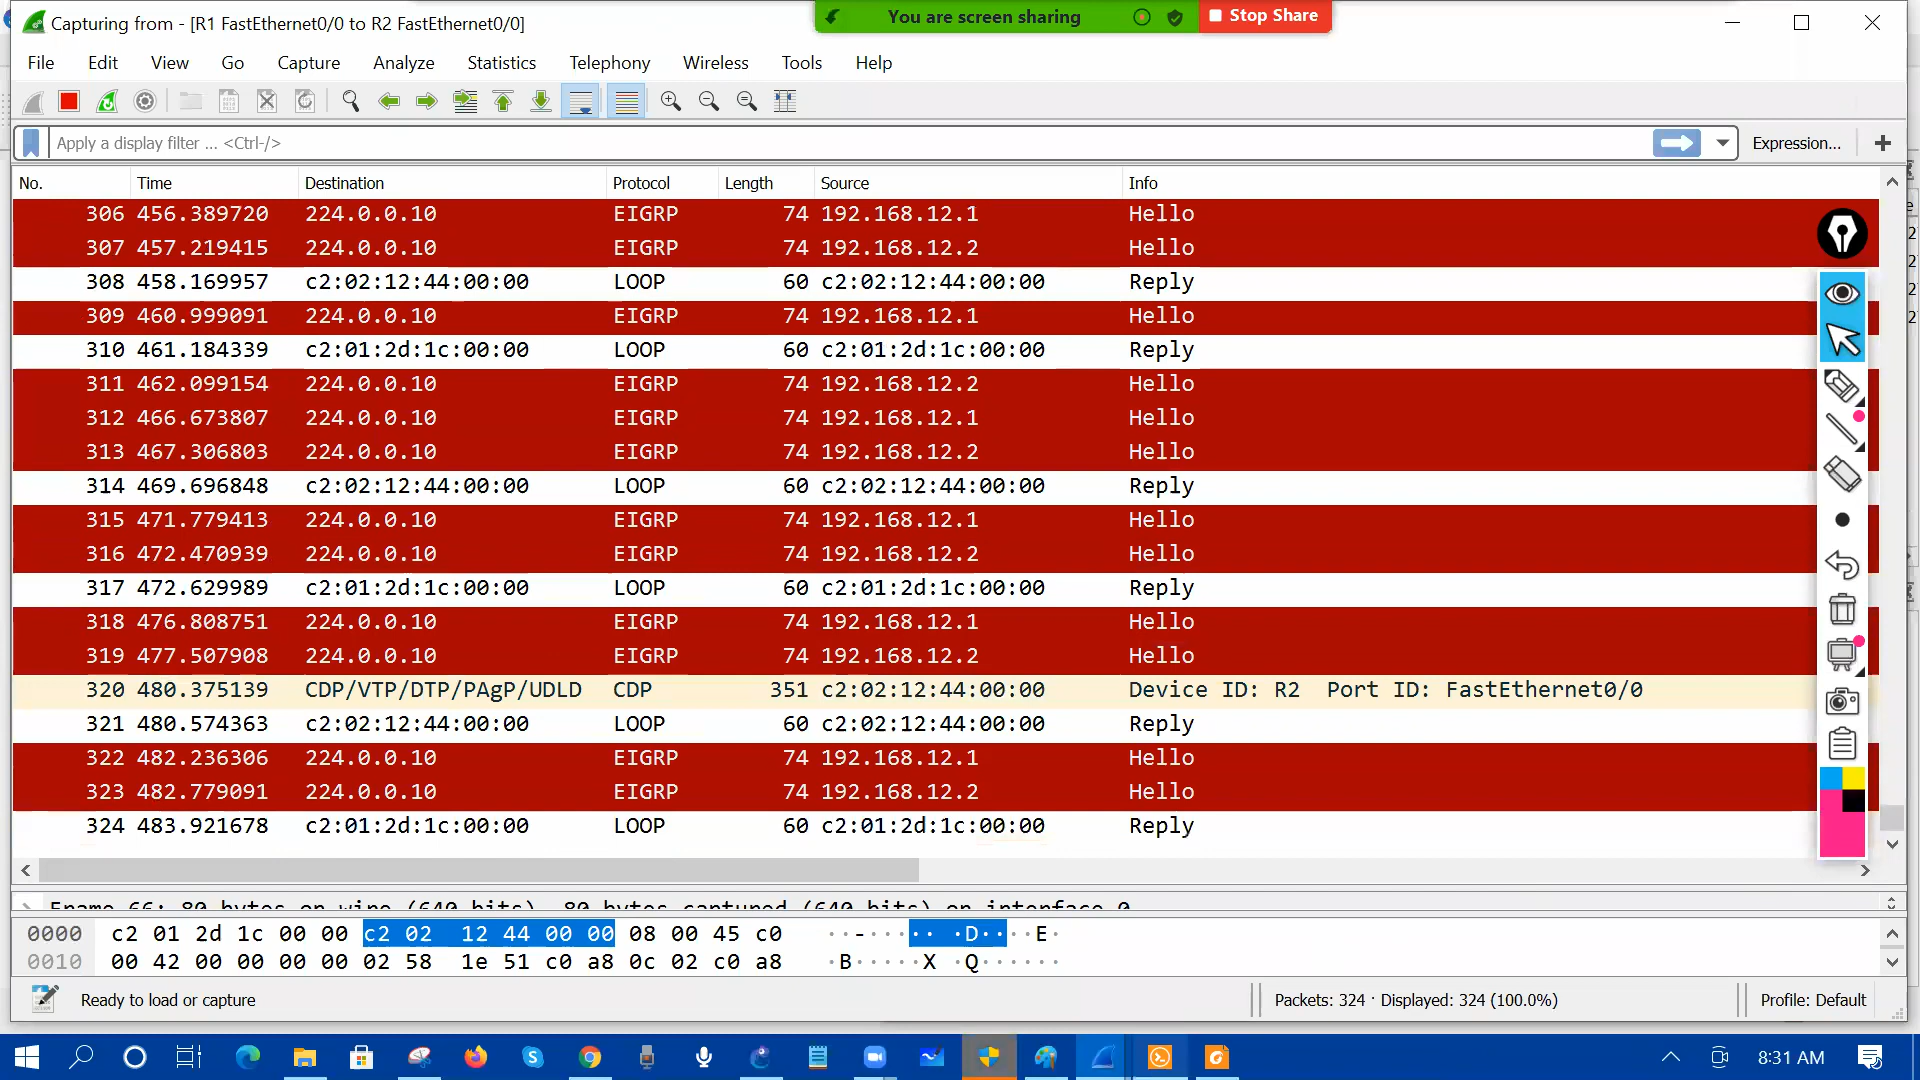 Capturing from - [R1 FastEthernet0/0 to R2 FastEthernet0/0]
You are screen sharing
Stop Share
File Edit View Go Capture Analyze Statistics Telephony Wireless Tools Help
Apply a display filter ... <Ctrl-/>
Expression...
No. Time Destination Protocol Length Source Info
306 456.389720 224.0.0.10 EIGRP 74 192.168.12.1 Hello
307 457.219415 224.0.0.10 EIGRP 74 192.168.12.2 Hello
308 458.169957 c2:02:12:44:00:00 LOOP 60 c2:02:12:44:00:00 Reply
309 460.999091 224.0.0.10 EIGRP 74 192.168.12.1 Hello
310 461.184339 c2:01:2d:1c:00:00 LOOP 60 c2:01:2d:1c:00:00 Reply
311 462.099154 224.0.0.10 EIGRP 74 192.168.12.2 Hello
312 466.673807 224.0.0.10 EIGRP 74 192.168.12.1 Hello
313 467.306803 224.0.0.10 EIGRP 74 192.168.12.2 Hello
314 469.696848 c2:02:12:44:00:00 LOOP 60 c2:02:12:44:00:00 Reply
315 471.779413 224.0.0.10 EIGRP 74 192.168.12.1 Hello
316 472.470939 224.0.0.10 EIGRP 74 192.168.12.2 Hello
317 472.629989 c2:01:2d:1c:00:00 LOOP 60 c2:01:2d:1c:00:00 Reply
318 476.808751 224.0.0.10 EIGRP 74 192.168.12.1 Hello
319 477.507908 224.0.0.10 EIGRP 74 192.168.12.2 Hello
320 480.375139 CDP/VTP/DTP/PAgP/UDLD CDP 351 c2:02:12:44:00:00 Device ID: R2 Port ID: FastEthernet0/0
321 480.574363 c2:02:12:44:00:00 LOOP 60 c2:02:12:44:00:00 Reply
322 482.236306 224.0.0.10 EIGRP 74 192.168.12.1 Hello
323 482.779091 224.0.0.10 EIGRP 74 192.168.12.2 Hello
324 483.921678 c2:01:2d:1c:00:00 LOOP 60 c2:01:2d:1c:00:00 Reply
Frame 66: 80 bytes on wire (640 bits), 80 bytes captured (640 bits) on interface 0
0000 c2 01 2d 1c 00 00 c2 02 12 44 00 00 08 00 45 c0 ··-··· ·· ·D·· ··E·
0010 00 42 00 00 00 00 02 58 1e 51 c0 a8 0c 02 c0 a8 ·B·····X ·Q······
Ready to load or capture
Packets: 324 · Displayed: 324 (100.0%)
Profile: Default
8:31 AM